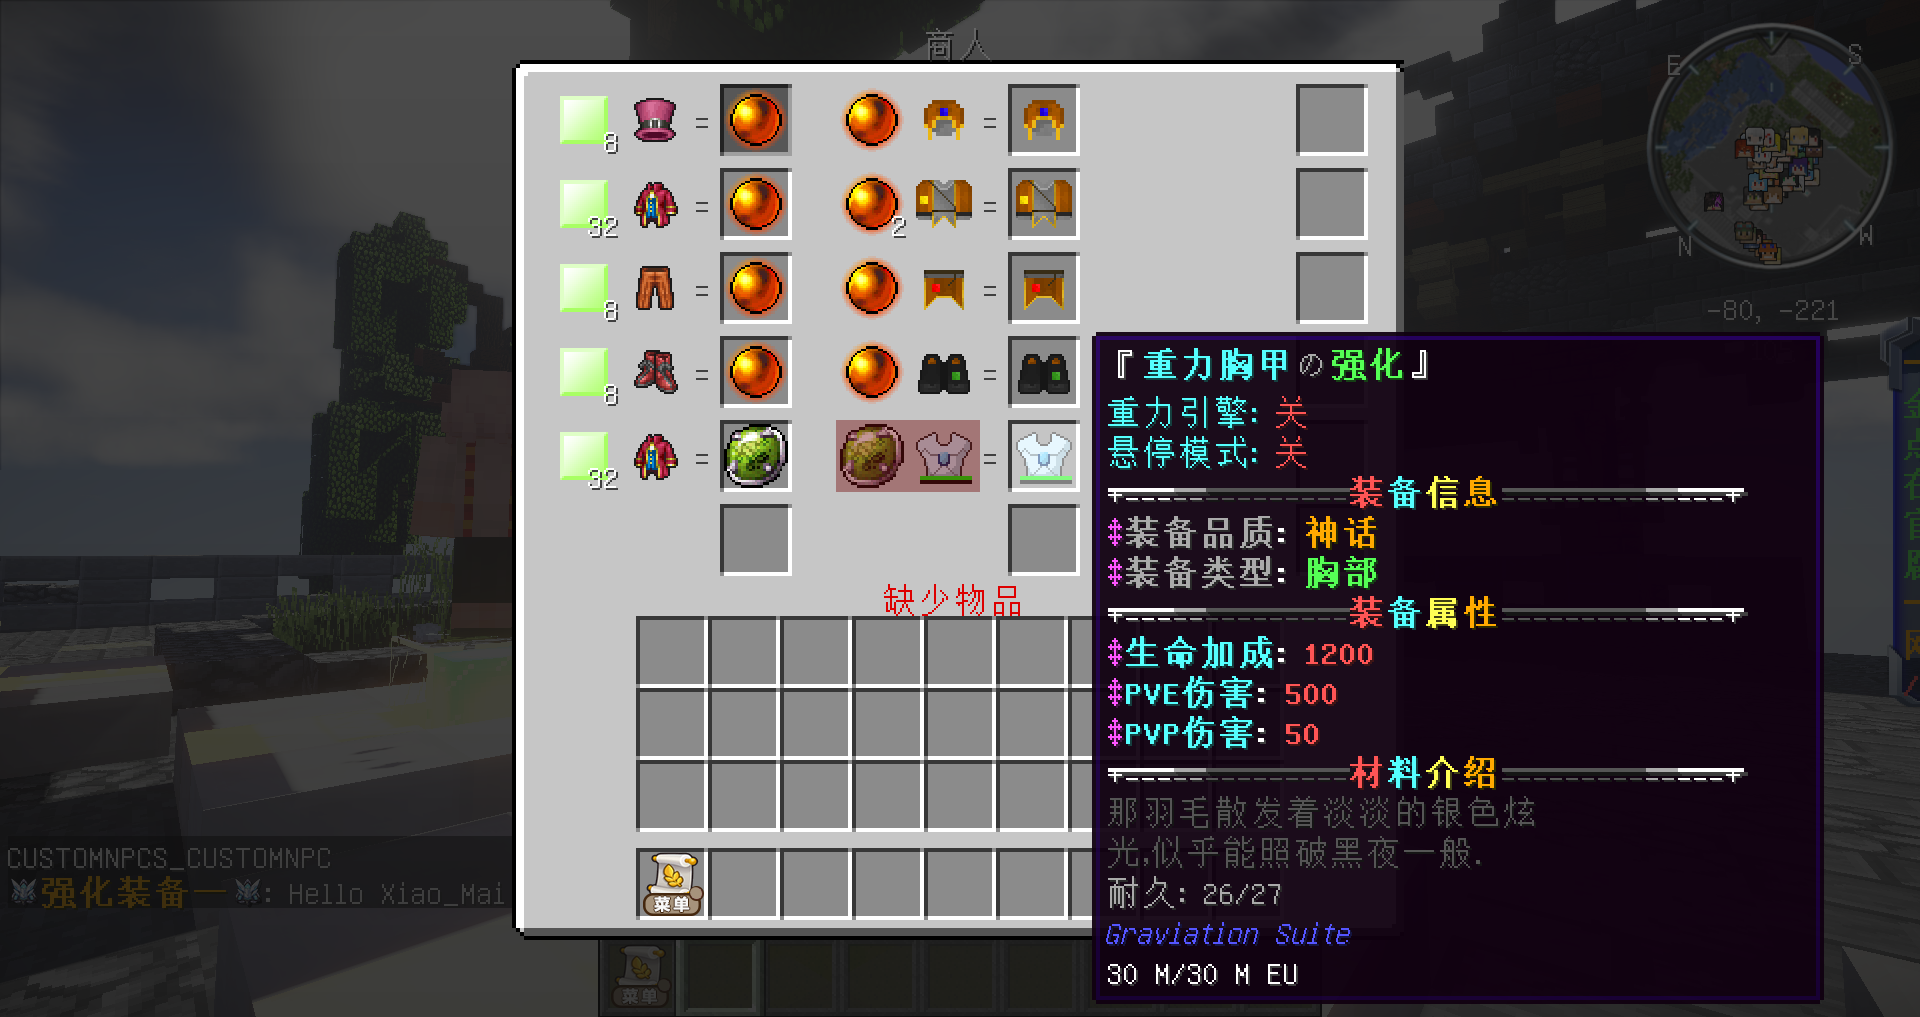 商人
8
=
=
32
=
2
=
8
=
=
8
=
=
32
=
=
缺少物品
菜单
菜单
E
S
N
W
-80, -221
『重力胸甲の强化』
重力引擎: 关
悬停模式: 关
装备信息
‡装备品质: 神话
‡装备类型: 胸部
装备属性
‡生命加成: 1200
‡PVE伤害: 500
‡PVP伤害: 50
材料介绍
那羽毛散发着淡淡的银色炫
光,似乎能照破黑夜一般.
耐久: 26/27
Graviation Suite
30 M/30 M EU
CUSTOMNPCS_CUSTOMNPC
强化装备一: Hello Xiao_Mai